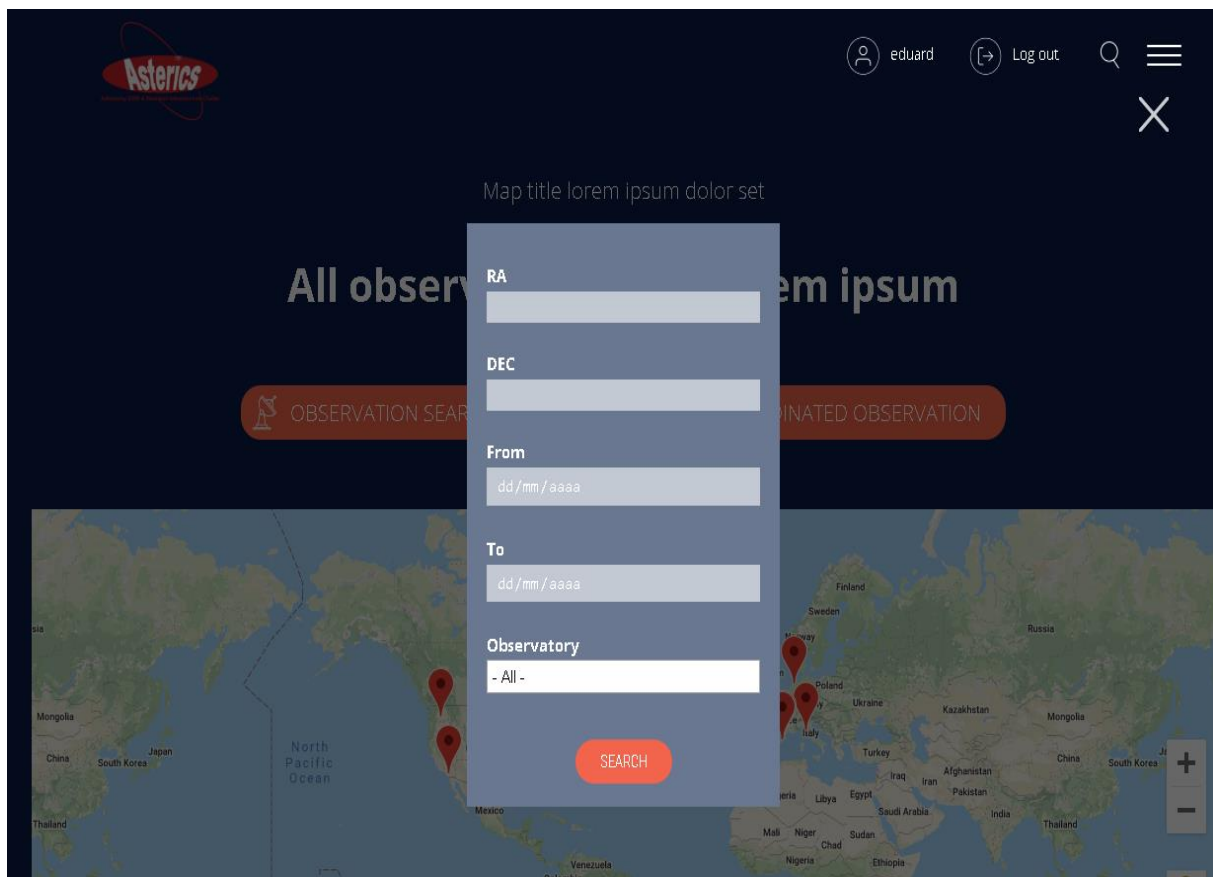 Asterics
eduard
Log out
Map title lorem ipsum dolor set
All obser em ipsum
RA
DEC
OBSERVATION SEAR INATED OBSERVATION
From
dd/mm/aaaa
To
dd/mm/aaaa
Observatory
- All -
SEARCH
Finland
Sweden
Russia
Poland
Ukraine
Kazakhstan
Mongolia
Mongolia
Italy
North
Pacific
Ocean
Japan
China
South Korea
Turkey
China
South Korea
Iraq
Iran
Afghanistan
Pakistan
Libya
Egypt
Saudi Arabia
India
Thailand
Mexico
Thailand
Mali
Niger
Chad
Sudan
Nigeria
Ethiopia
Venezuela